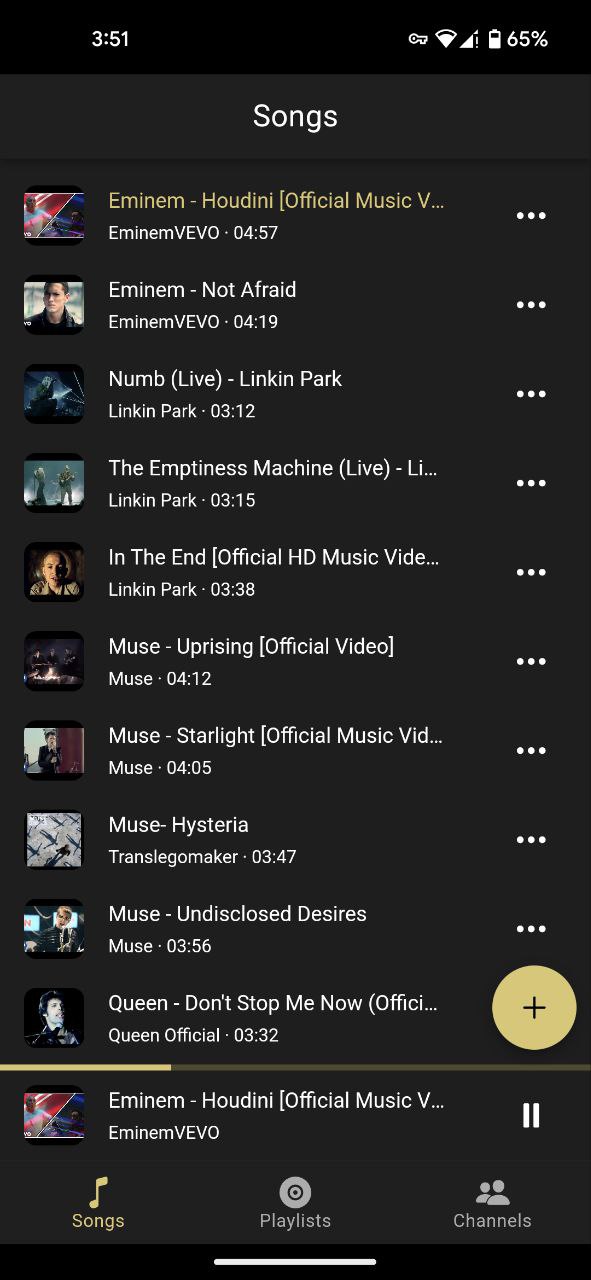 3:51
65%
Songs
Eminem - Houdini [Official Music V...
EminemVEVO · 04:57
Eminem - Not Afraid
EminemVEVO · 04:19
Numb (Live) - Linkin Park
Linkin Park · 03:12
The Emptiness Machine (Live) - Li...
Linkin Park · 03:15
In The End [Official HD Music Vide...
Linkin Park · 03:38
Muse - Uprising [Official Video]
Muse · 04:12
Muse - Starlight [Official Music Vid...
Muse · 04:05
Muse- Hysteria
Translegomaker · 03:47
Muse - Undisclosed Desires
Muse · 03:56
Queen - Don't Stop Me Now (Offici...
Queen Official · 03:32
Eminem - Houdini [Official Music V...
EminemVEVO
Songs
Playlists
Channels